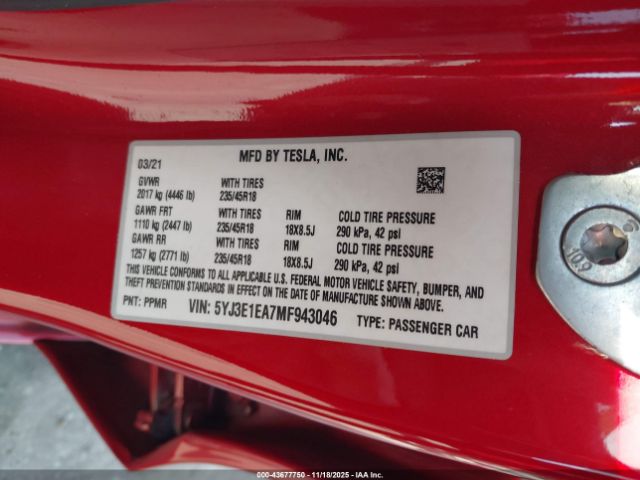 MFD BY TESLA, INC.
03/21
GVWR WITH TIRES
2017 kg (4446 lb) 235/45R18
GAWR FRT WITH TIRES RIM COLD TIRE PRESSURE
1110 kg (2447 lb) 235/45R18 18X8.5J 290 kPa, 42 psi
GAWR RR WITH TIRES RIM COLD TIRE PRESSURE
1257 kg (2771 lb) 235/45R18 18X8.5J 290 kPa, 42 psi
THIS VEHICLE CONFORMS TO ALL APPLICABLE U.S. FEDERAL MOTOR VEHICLE SAFETY, BUMPER, AND
THEFT PREVENTION STANDARDS IN EFFECT ON THE DATE OF MANUFACTURE SHOWN ABOVE.
PNT: PPMR VIN: 5YJ3E1EA7MF943046 TYPE: PASSENGER CAR
10.9
000-43677750 - 11/18/2025 - IAAI, Inc.